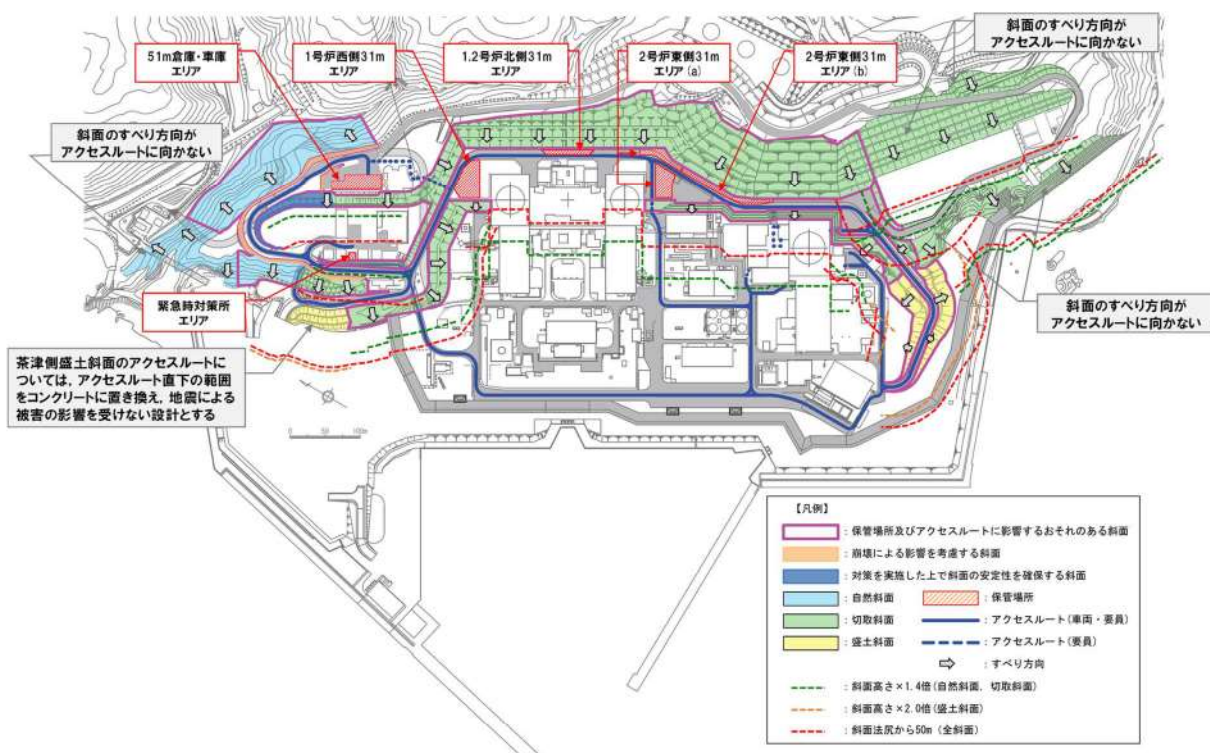 斜面のすべり方向が
アクセスルートに向かない
51m倉庫・車庫
エリア
1号炉西側31m
エリア
1,2号炉北側31m
エリア
2号炉東側31m
エリア(a)
2号炉東側31m
エリア(b)
斜面のすべり方向が
アクセスルートに向かない
緊急時対策所
エリア
斜面のすべり方向が
アクセスルートに向かない
茶津側盛土斜面のアクセスルートに
ついては,アクセスルート直下の範囲
をコンクリートに置き換え,地震による
被害の影響を受けない設計とする
0 50 100m
【凡例】
:保管場所及びアクセスルートに影響するおそれのある斜面
:崩壊による影響を考慮する斜面
:対策を実施した上で斜面の安定性を確保する斜面
:自然斜面 :保管場所
:切取斜面 :アクセスルート(車両・要員)
:盛土斜面 :アクセスルート(要員)
:すべり方向
:斜面高さ×1.4倍(自然斜面,切取斜面)
:斜面高さ×2.0倍(盛土斜面)
:斜面法尻から50m(全斜面)